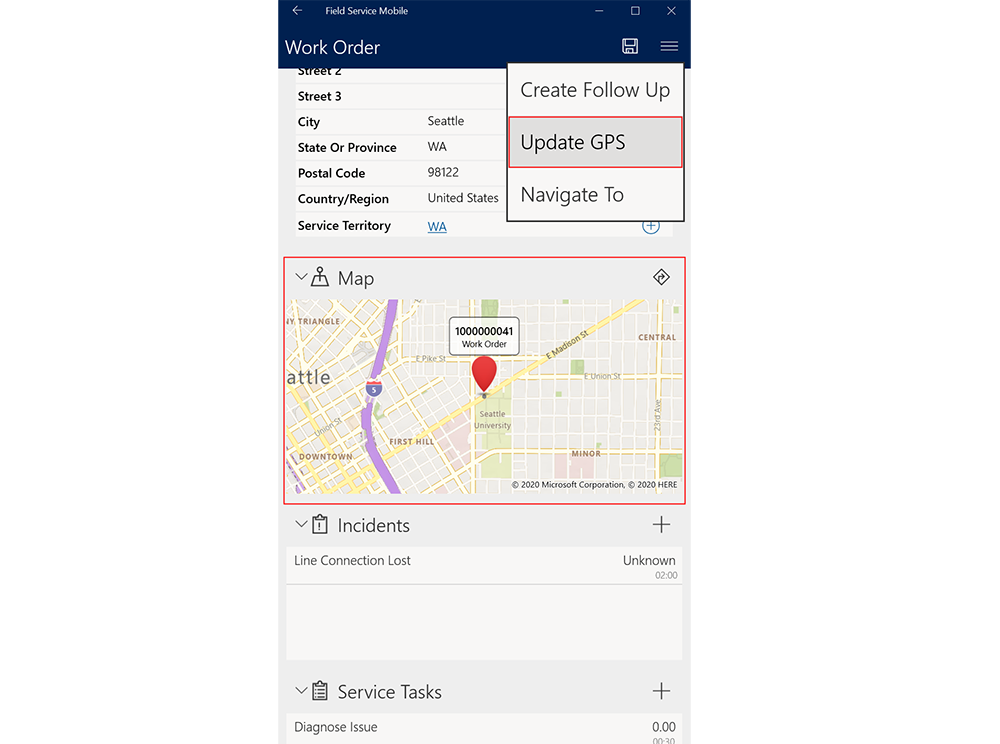 Field Service Mobile
Work Order
Create Follow Up
Update GPS
Navigate To
Street 2
Street 3
City Seattle
State Or Province WA
Postal Code 98122
Country/Region United States
Service Territory WA
Map
NY TRIANGLE
1000000041
Work Order
E Madison St
CENTRAL
E Pike St
attle
5
E Union St
Seattle
University
23rd Ave
Union St
FIRST HILL
DOWNTOWN
MINOR
© 2020 Microsoft Corporation, © 2020 HERE
Incidents
Line Connection Lost Unknown
02:00
Service Tasks
Diagnose Issue 0.00
00:30